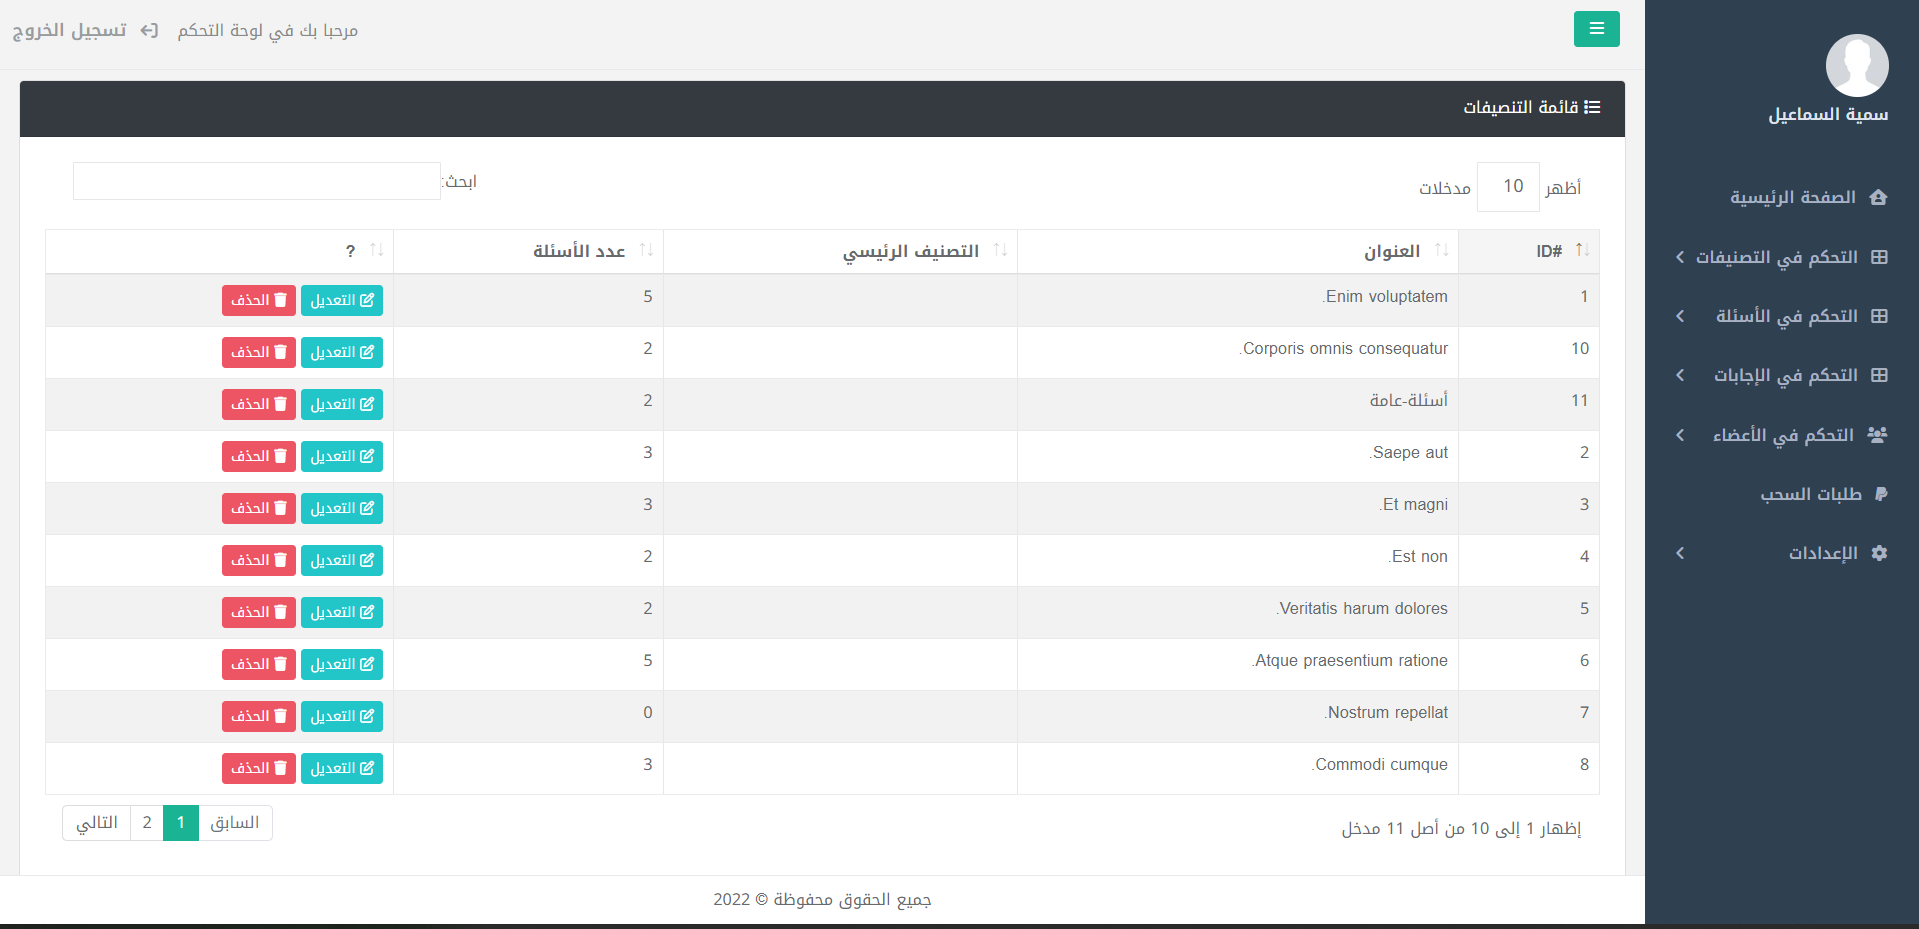 مرحبا بك في لوحة التحكم
تسجيل الخروج
سمية السماعيل
الصفحة الرئيسية
التحكم في التصنيفات
التحكم في الأسئلة
التحكم في الإجابات
التحكم في الأعضاء
طلبات السحب
الإعدادات
قائمة التنصيفات
أظهر 10 مدخلات
ابحث:
ID# العنوان التصنيف الرئيسي عدد الأسئلة ?
1 Enim voluptatem. 5 التعديل الحذف
10 Corporis omnis consequatur. 2 التعديل الحذف
11 أسئلة-عامة 2 التعديل الحذف
2 Saepe aut. 3 التعديل الحذف
3 Et magni. 3 التعديل الحذف
4 Est non. 2 التعديل الحذف
5 Veritatis harum dolores. 2 التعديل الحذف
6 Atque praesentium ratione. 5 التعديل الحذف
7 Nostrum repellat. 0 التعديل الحذف
8 Commodi cumque. 3 التعديل الحذف
إظهار 1 إلى 10 من أصل 11 مدخل
السابق 1 2 التالي
جميع الحقوق محفوظة © 2022